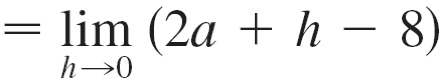 = lim (2a + h − 8)
h→0